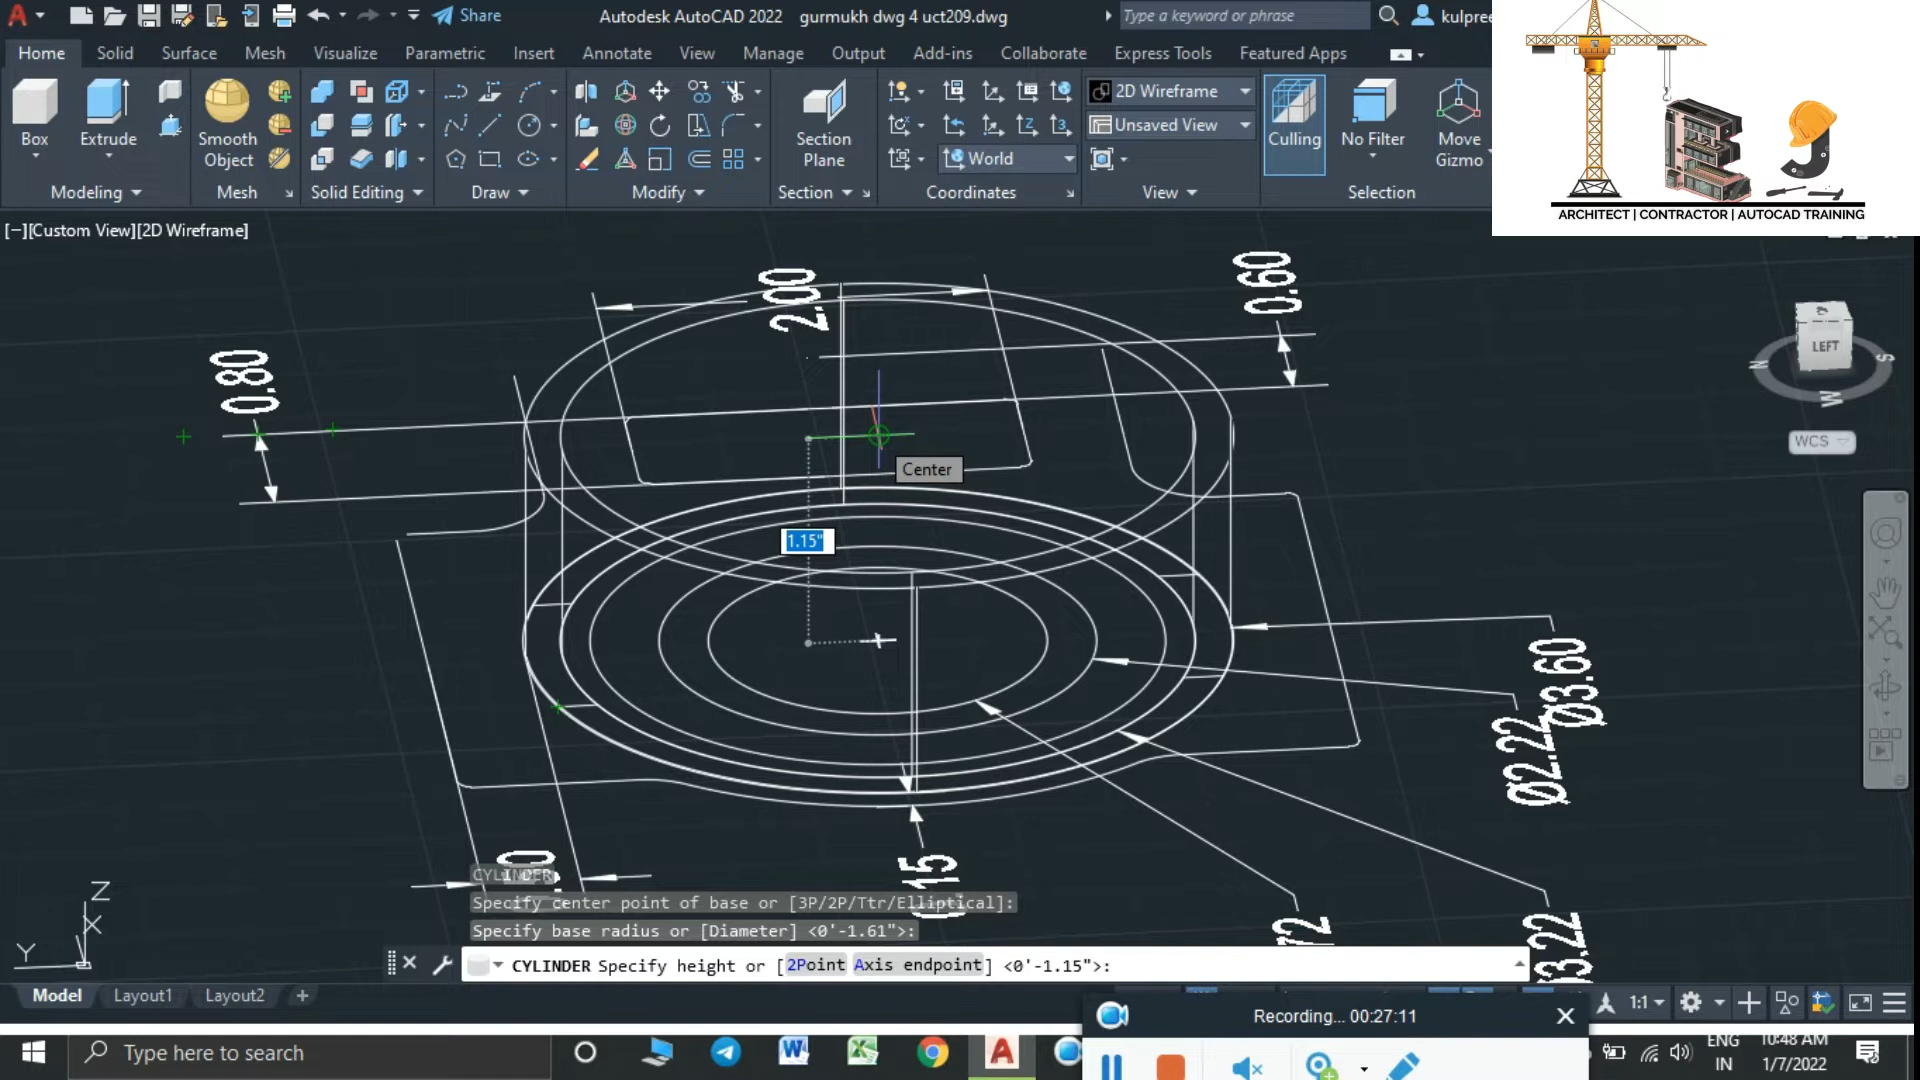 Share
Autodesk AutoCAD 2022 gurmukh dwg 4 uct209.dwg
Type a keyword or phrase
kulpree
Home Solid Surface Mesh Visualize Parametric Insert Annotate View Manage Output Add-ins Collaborate Express Tools Featured Apps
Box
Extrude
Smooth Object
Section Plane
World
2D Wireframe
Unsaved View
Culling
No Filter
Move Gizmo
Modeling
Mesh
Solid Editing
Draw
Modify
Section
Coordinates
View
Selection
ARCHITECT | CONTRACTOR | AUTOCAD TRAINING
[−][Custom View][2D Wireframe]
2.00
0.60
0.80
LEFT
N
S
W
WCS
Center
1.15"
Ø3.60
Ø2.22
CYLINDER
Specify center point of base or [3P/2P/Ttr/Elliptical]:
Specify base radius or [Diameter] <0'-1.61">:
CYLINDER Specify height or [2Point Axis endpoint] <0'-1.15">:
Z
X
Y
Model Layout1 Layout2 +
1:1
Recording... 00:27:11
Type here to search
ENG
IN
10:48 AM
1/7/2022